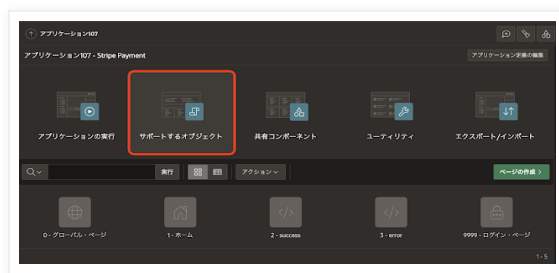 アプリケーション107
アプリケーション107 - Stripe Payment
アプリケーション定義の編集
アプリケーションの実行
サポートするオブジェクト
共有コンポーネント
ユーティリティ
エクスポート/インポート
実行
アクション
ページの作成 >
0 - グローバル・ページ
1 - ホーム
2 - success
3 - error
9999 - ログイン・ページ
1 - 5